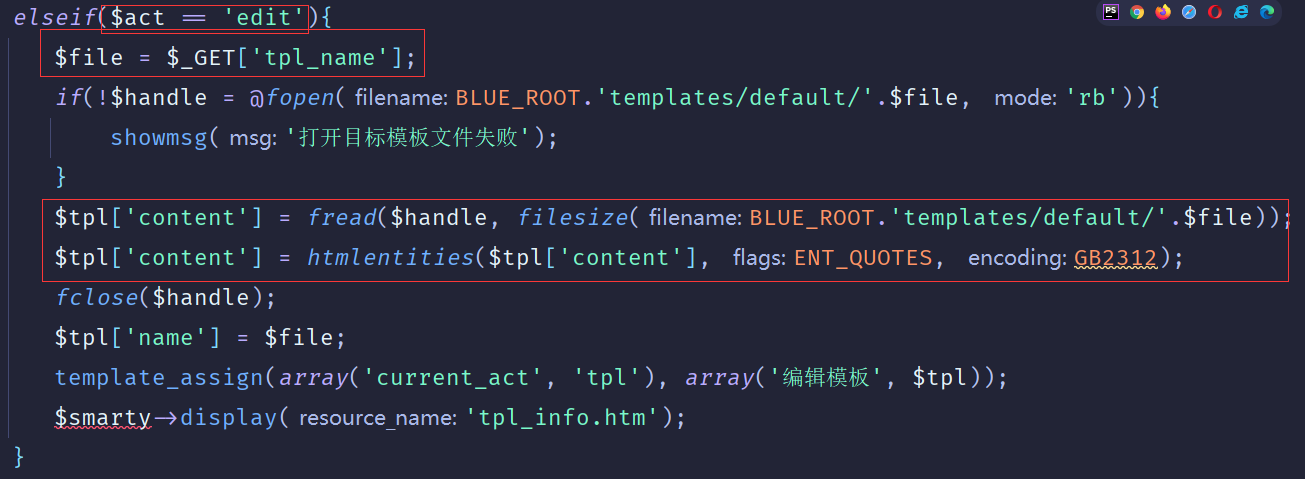 elseif($act == 'edit'){
$file = $_GET['tpl_name'];
if(!$handle = @fopen( filename: BLUE_ROOT.'templates/default/'.$file, mode: 'rb')){
showmsg( msg: '打开目标模板文件失败');
}
$tpl['content'] = fread($handle, filesize( filename: BLUE_ROOT.'templates/default/'.$file));
$tpl['content'] = htmlentities($tpl['content'], flags: ENT_QUOTES, encoding: GB2312);
fclose($handle);
$tpl['name'] = $file;
template_assign(array('current_act', 'tpl'), array('编辑模板', $tpl));
$smarty->display( resource_name: 'tpl_info.htm');
}
PS